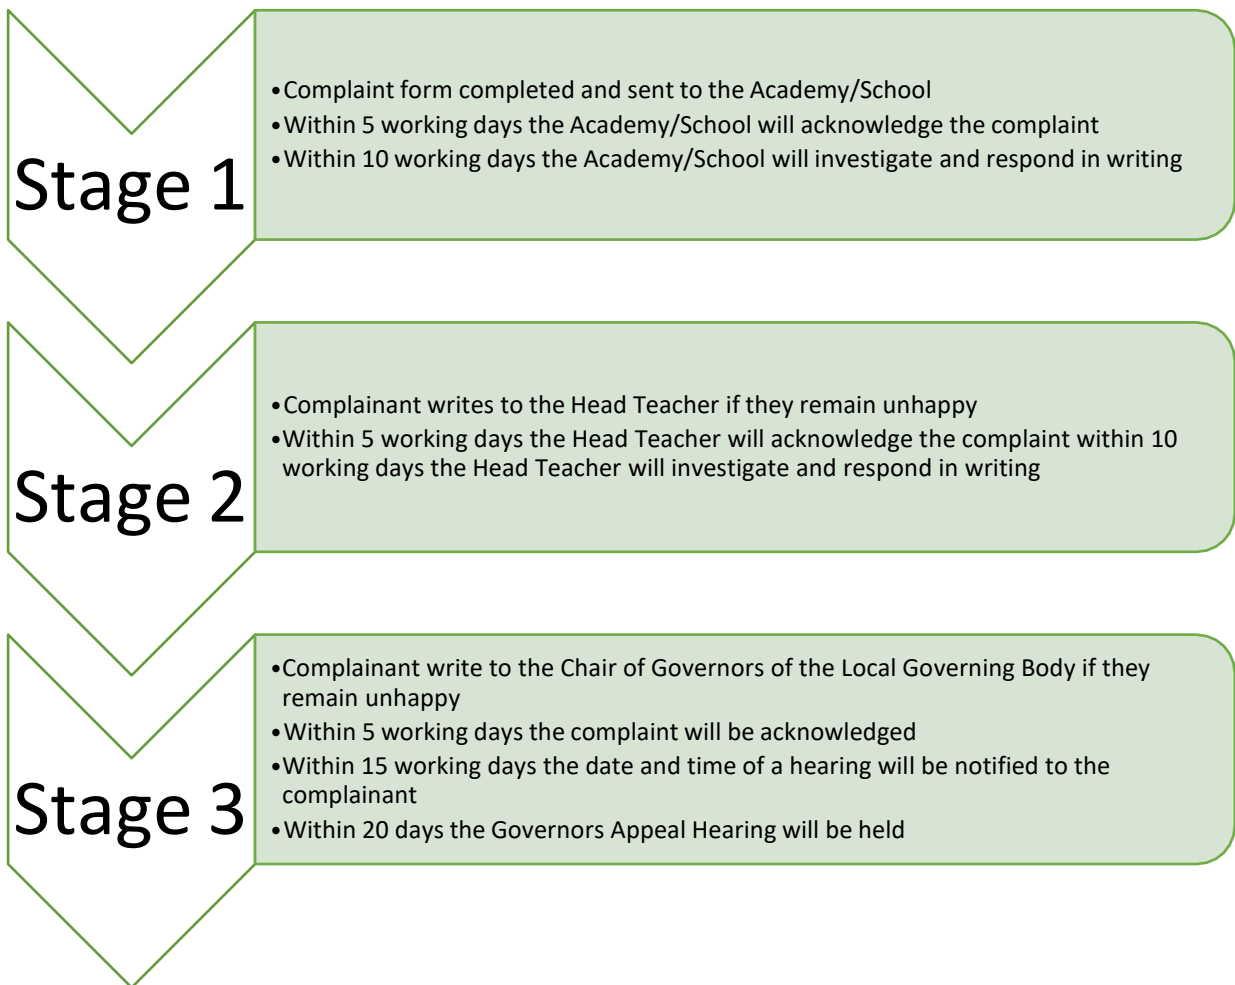 Stage 1
•Complaint form completed and sent to the Academy/School
•Within 5 working days the Academy/School will acknowledge the complaint
•Within 10 working days the Academy/School will investigate and respond in writing
Stage 2
•Complainant writes to the Head Teacher if they remain unhappy
•Within 5 working days the Head Teacher will acknowledge the complaint within 10
working days the Head Teacher will investigate and respond in writing
Stage 3
•Complainant write to the Chair of Governors of the Local Governing Body if they
remain unhappy
•Within 5 working days the complaint will be acknowledged
•Within 15 working days the date and time of a hearing will be notified to the
complainant
•Within 20 days the Governors Appeal Hearing will be held